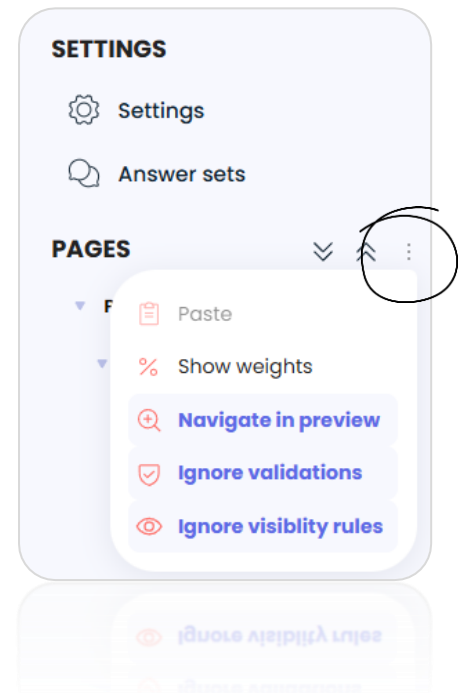 SETTINGS
Settings
Answer sets
PAGES
Paste
Show weights
Navigate in preview
Ignore validations
Ignore visiblity rules